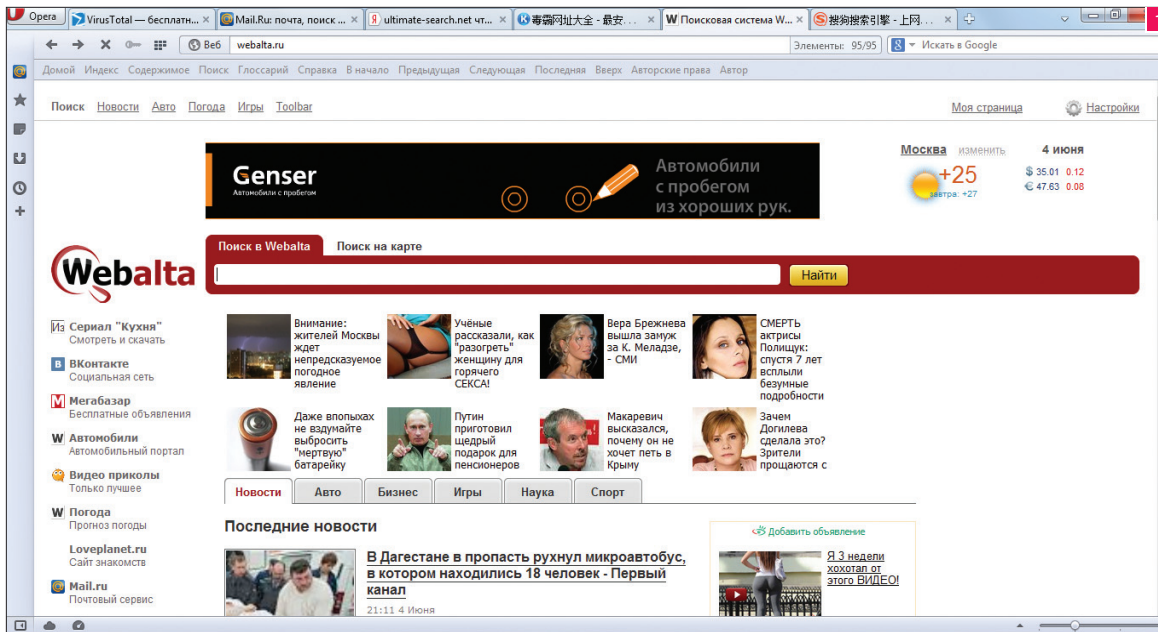 Opera
VirusTotal — бесплатн...
Mail.Ru: почта, поиск ...
ultimate-search.net чт...
毒霸网址大全 - 最安...
W Поисковая система W...
搜狗搜索引擎 - 上网...
Веб
webalta.ru
Элементы: 95/95
Искать в Google
Домой Индекс Содержимое Поиск Глоссарий Справка В начало Предыдущая Следующая Последняя Вверх Авторские права Автор
Поиск Новости Авто Погода Игры Toolbar
Моя страница
Настройки
Genser
Автомобили с пробегом
Автомобили
с пробегом
из хороших рук.
Москва изменить 4 июня
+25
завтра: +27
$ 35.01 0.12
€ 47.63 0.08
Webalta
Поиск в Webalta
Поиск на карте
Найти
Из Сериал "Кухня"
Смотреть и скачать
В ВКонтакте
Социальная сеть
Мегабазар
Бесплатные объявления
W Автомобили
Автомобильный портал
Видео приколы
Только лучшее
W Погода
Прогноз погоды
Loveplanet.ru
Сайт знакомств
Mail.ru
Почтовый сервис
Внимание:
жителей Москвы
ждет
непредсказуемое
погодное
явление
Учёные
рассказали, как
"разогреть"
женщину для
горячего
СЕКСА!
Вера Брежнева
вышла замуж
за К. Меладзе,
- СМИ
СМЕРТЬ
актрисы
Полищук:
спустя 7 лет
всплыли
безумные
подробности
Даже впопыхах
не вздумайте
выбросить
"мертвую"
батарейку
Путин
приготовил
щедрый
подарок для
пенсионеров
Макаревич
высказался,
почему он не
хочет петь в
Крыму
Зачем
Догилева
сделала это?
Зрители
прощаются с
Новости Авто Бизнес Игры Наука Спорт
Последние новости
В Дагестане в пропасть рухнул микроавтобус,
в котором находились 18 человек - Первый
канал
21:11 4 Июня
Добавить объявление
Я 3 недели
хохотал от
этого ВИДЕО!